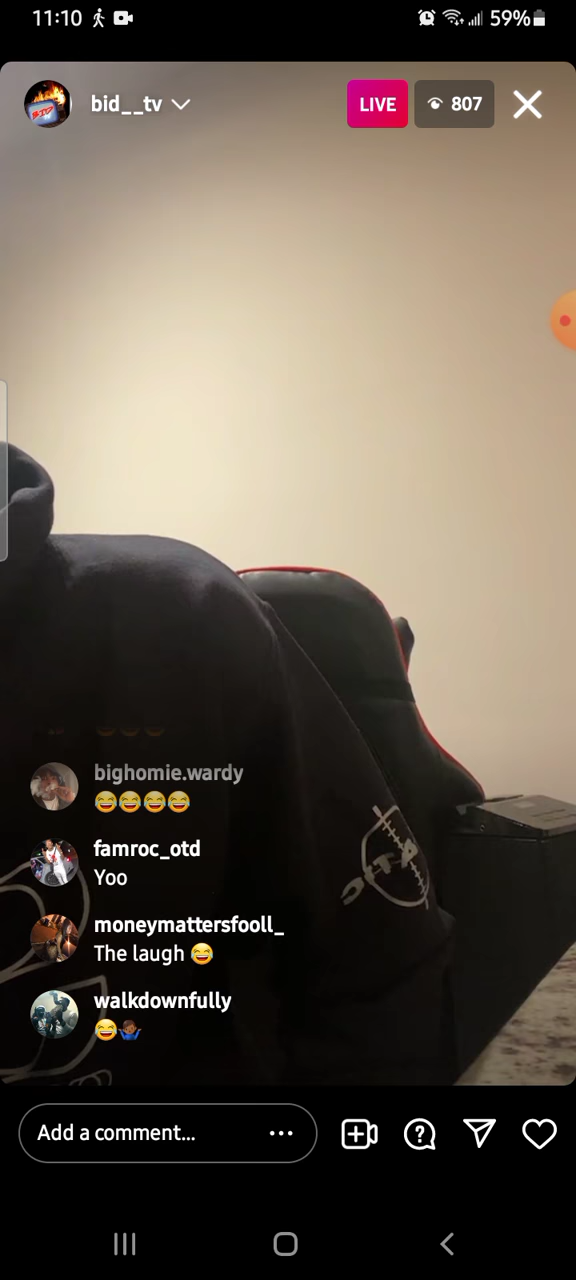 11:10
59%
bid__tv
LIVE
807
bighomie.wardy
😂😂😂😂
famroc_otd
Yoo
moneymattersfooll_
The laugh 😂
walkdownfully
😂🤷🏾‍♂️
Add a comment...